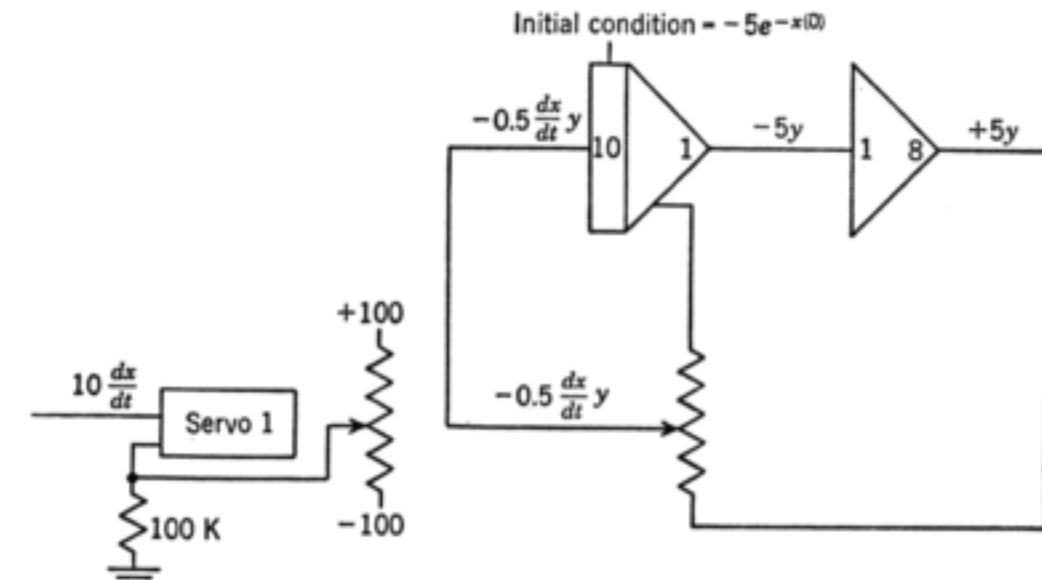 Initial condition = −5e^−x(0)
−0.5 dx/dt y
10
1
−5y
1
8
+5y
+100
10 dx/dt
Servo 1
−0.5 dx/dt y
100 K
−100